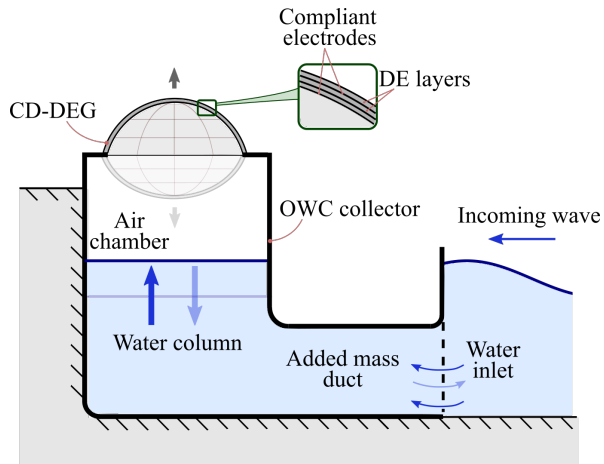 Compliant
electrodes
DE layers
CD-DEG
OWC collector
Incoming wave
Air
chamber
Water column
Added mass
duct
Water
inlet